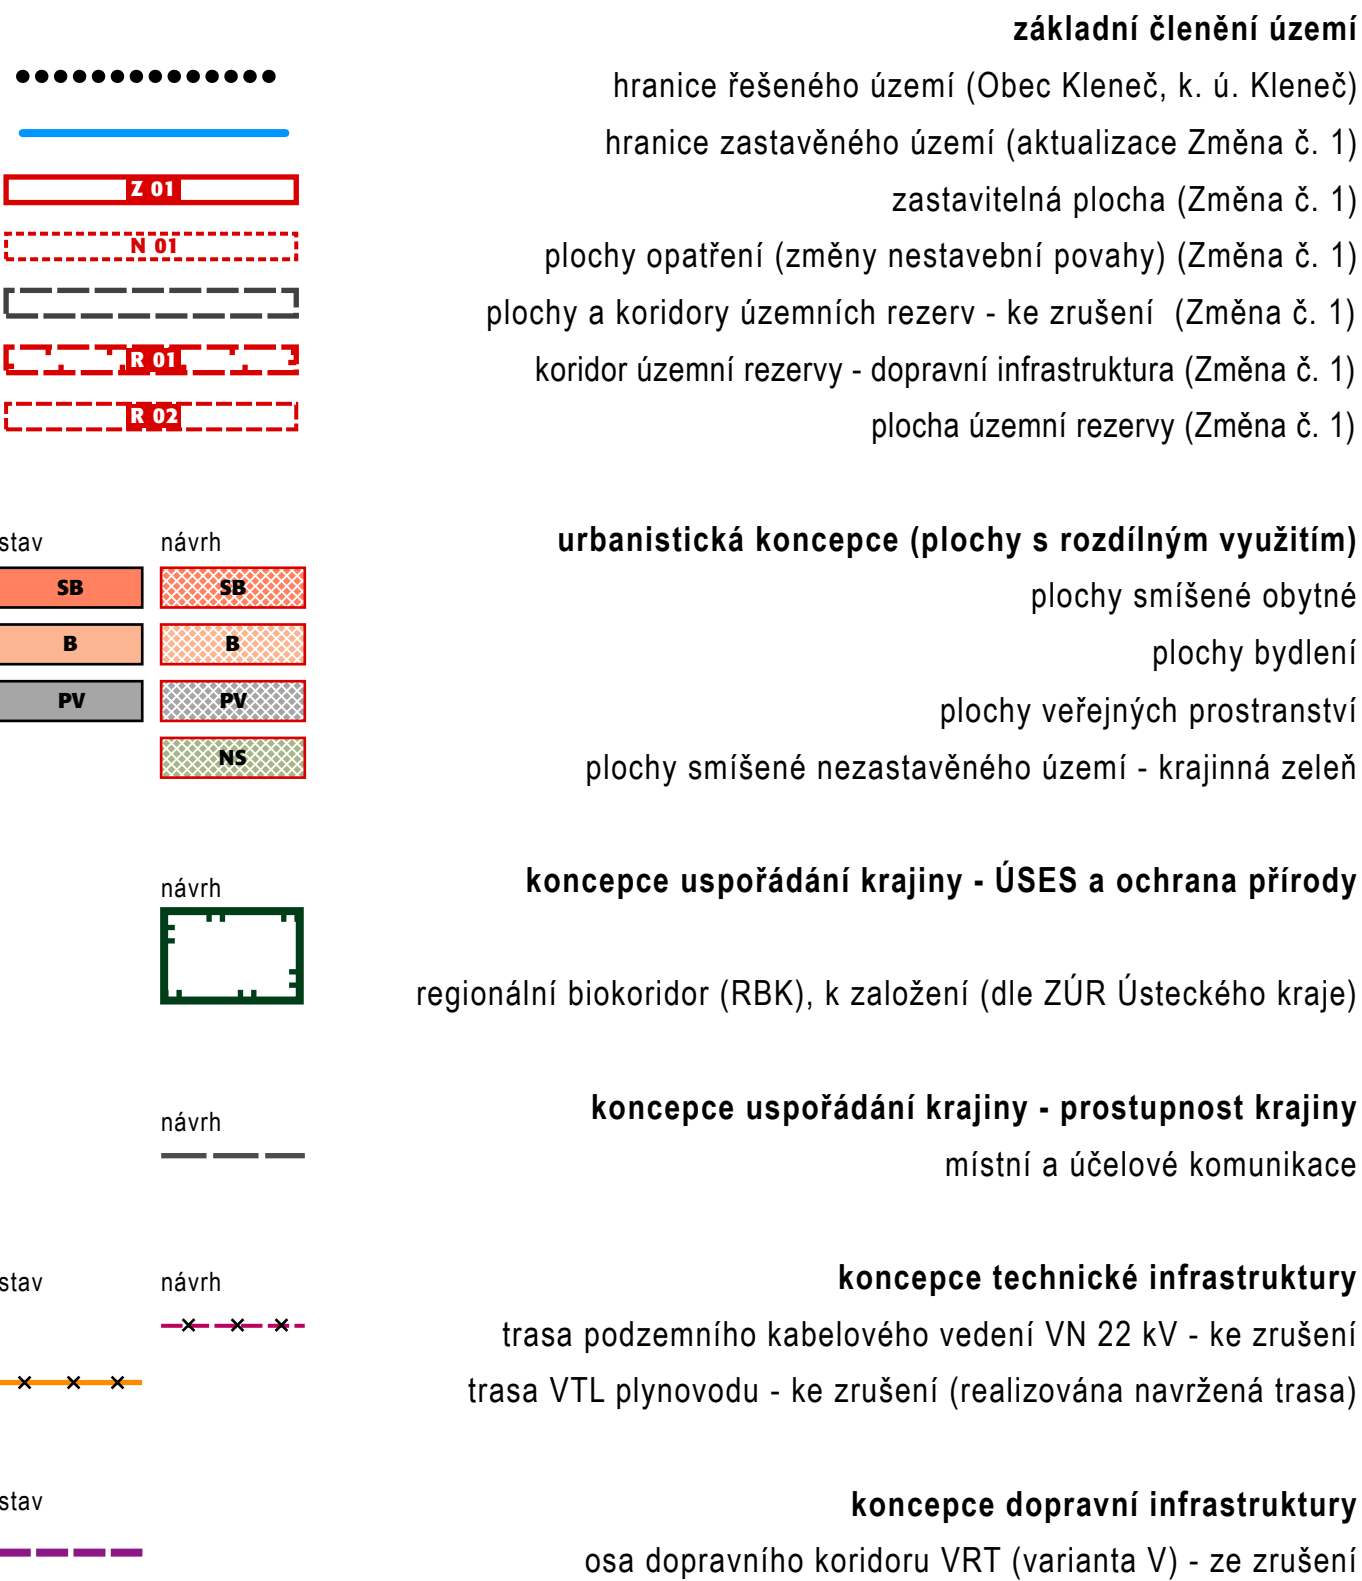 základní členění území
hranice řešeného území (Obec Kleneč, k. ú. Kleneč)
hranice zastavěného území (aktualizace Změna č. 1)
Z 01 zastavitelná plocha (Změna č. 1)
N 01 plochy opatření (změny nestavební povahy) (Změna č. 1)
plochy a koridory územních rezerv - ke zrušení (Změna č. 1)
R 01 koridor územní rezervy - dopravní infrastruktura (Změna č. 1)
R 02 plocha územní rezervy (Změna č. 1)
stav návrh urbanistická koncepce (plochy s rozdílným využitím)
SB SB plochy smíšené obytné
B B plochy bydlení
PV PV plochy veřejných prostranství
NS plochy smíšené nezastavěného území - krajinná zeleň
návrh koncepce uspořádání krajiny - ÚSES a ochrana přírody
regionální biokoridor (RBK), k založení (dle ZÚR Ústeckého kraje)
návrh koncepce uspořádání krajiny - prostupnost krajiny
místní a účelové komunikace
stav návrh koncepce technické infrastruktury
trasa podzemního kabelového vedení VN 22 kV - ke zrušení
trasa VTL plynovodu - ke zrušení (realizována navržená trasa)
stav koncepce dopravní infrastruktury
osa dopravního koridoru VRT (varianta V) - ze zrušení